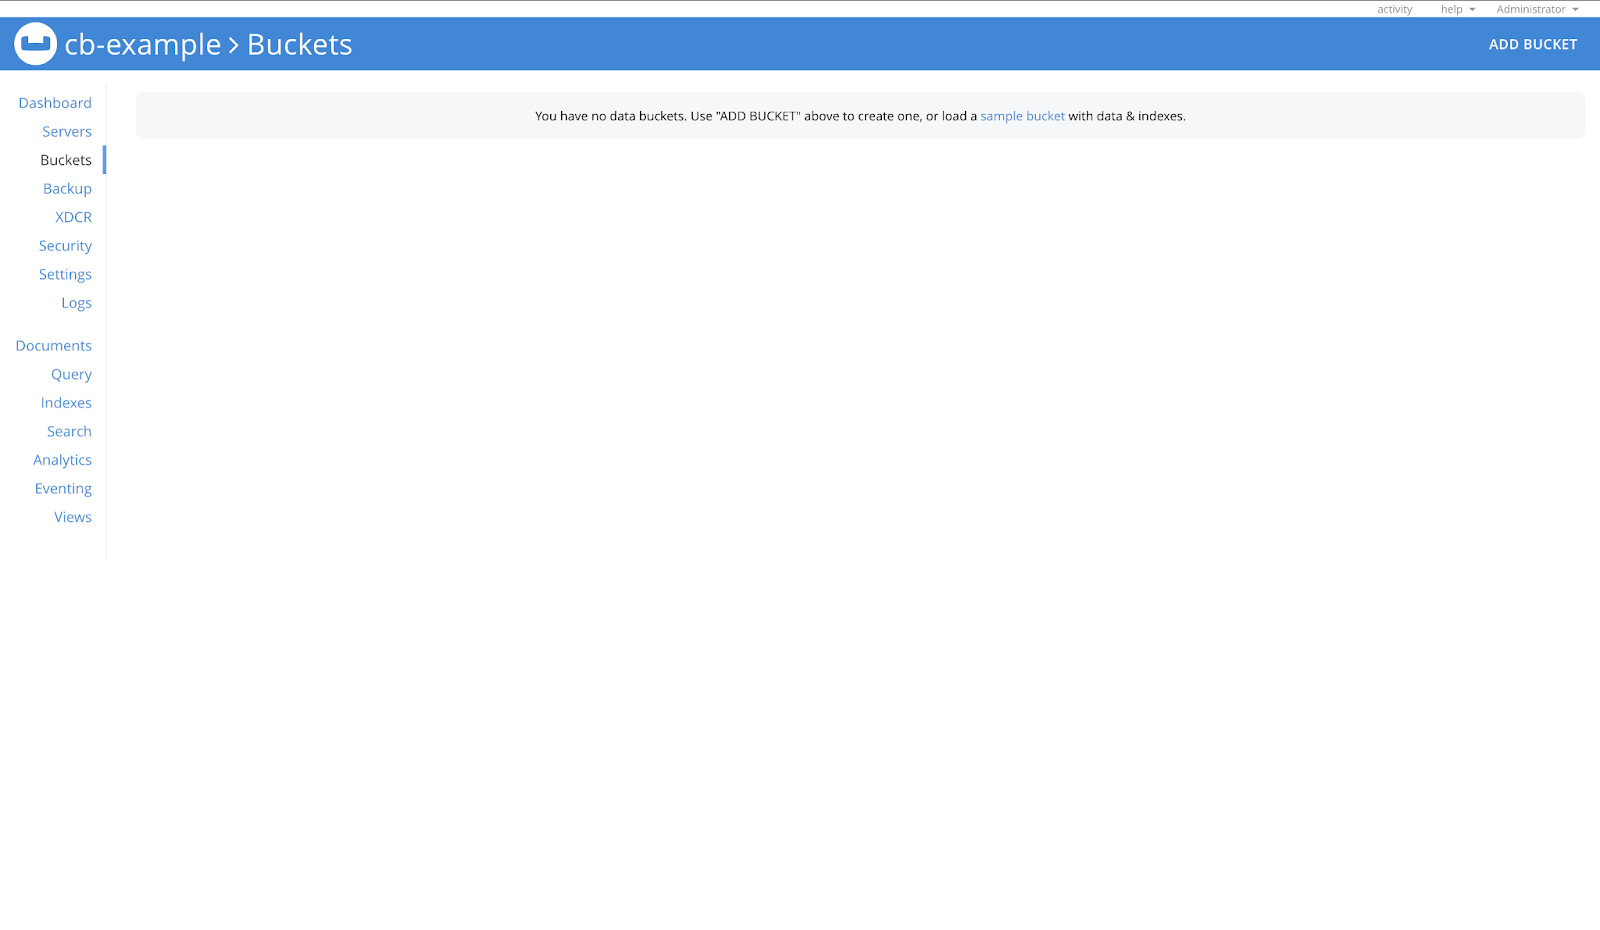 activity help Administrator
cb-example > Buckets
ADD BUCKET
Dashboard
Servers
Buckets
Backup
XDCR
Security
Settings
Logs
Documents
Query
Indexes
Search
Analytics
Eventing
Views
You have no data buckets. Use "ADD BUCKET" above to create one, or load a sample bucket with data & indexes.